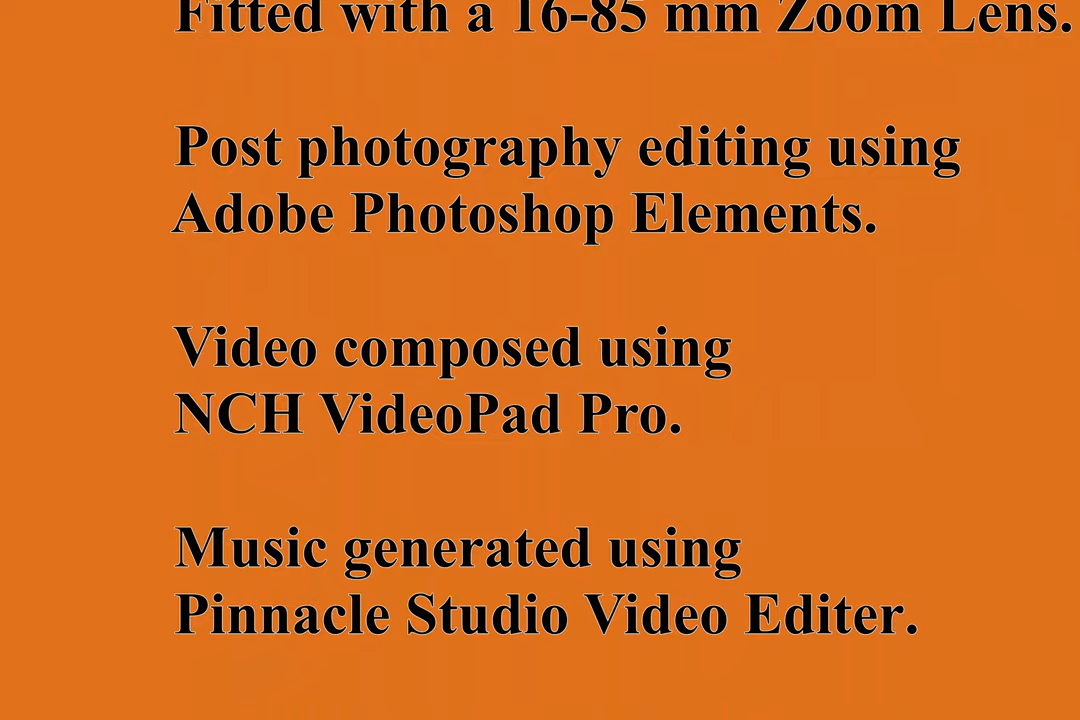 Fitted with a 16-85 mm Zoom Lens.
Post photography editing using
Adobe Photoshop Elements.
Video composed using
NCH VideoPad Pro.
Music generated using
Pinnacle Studio Video Editer.